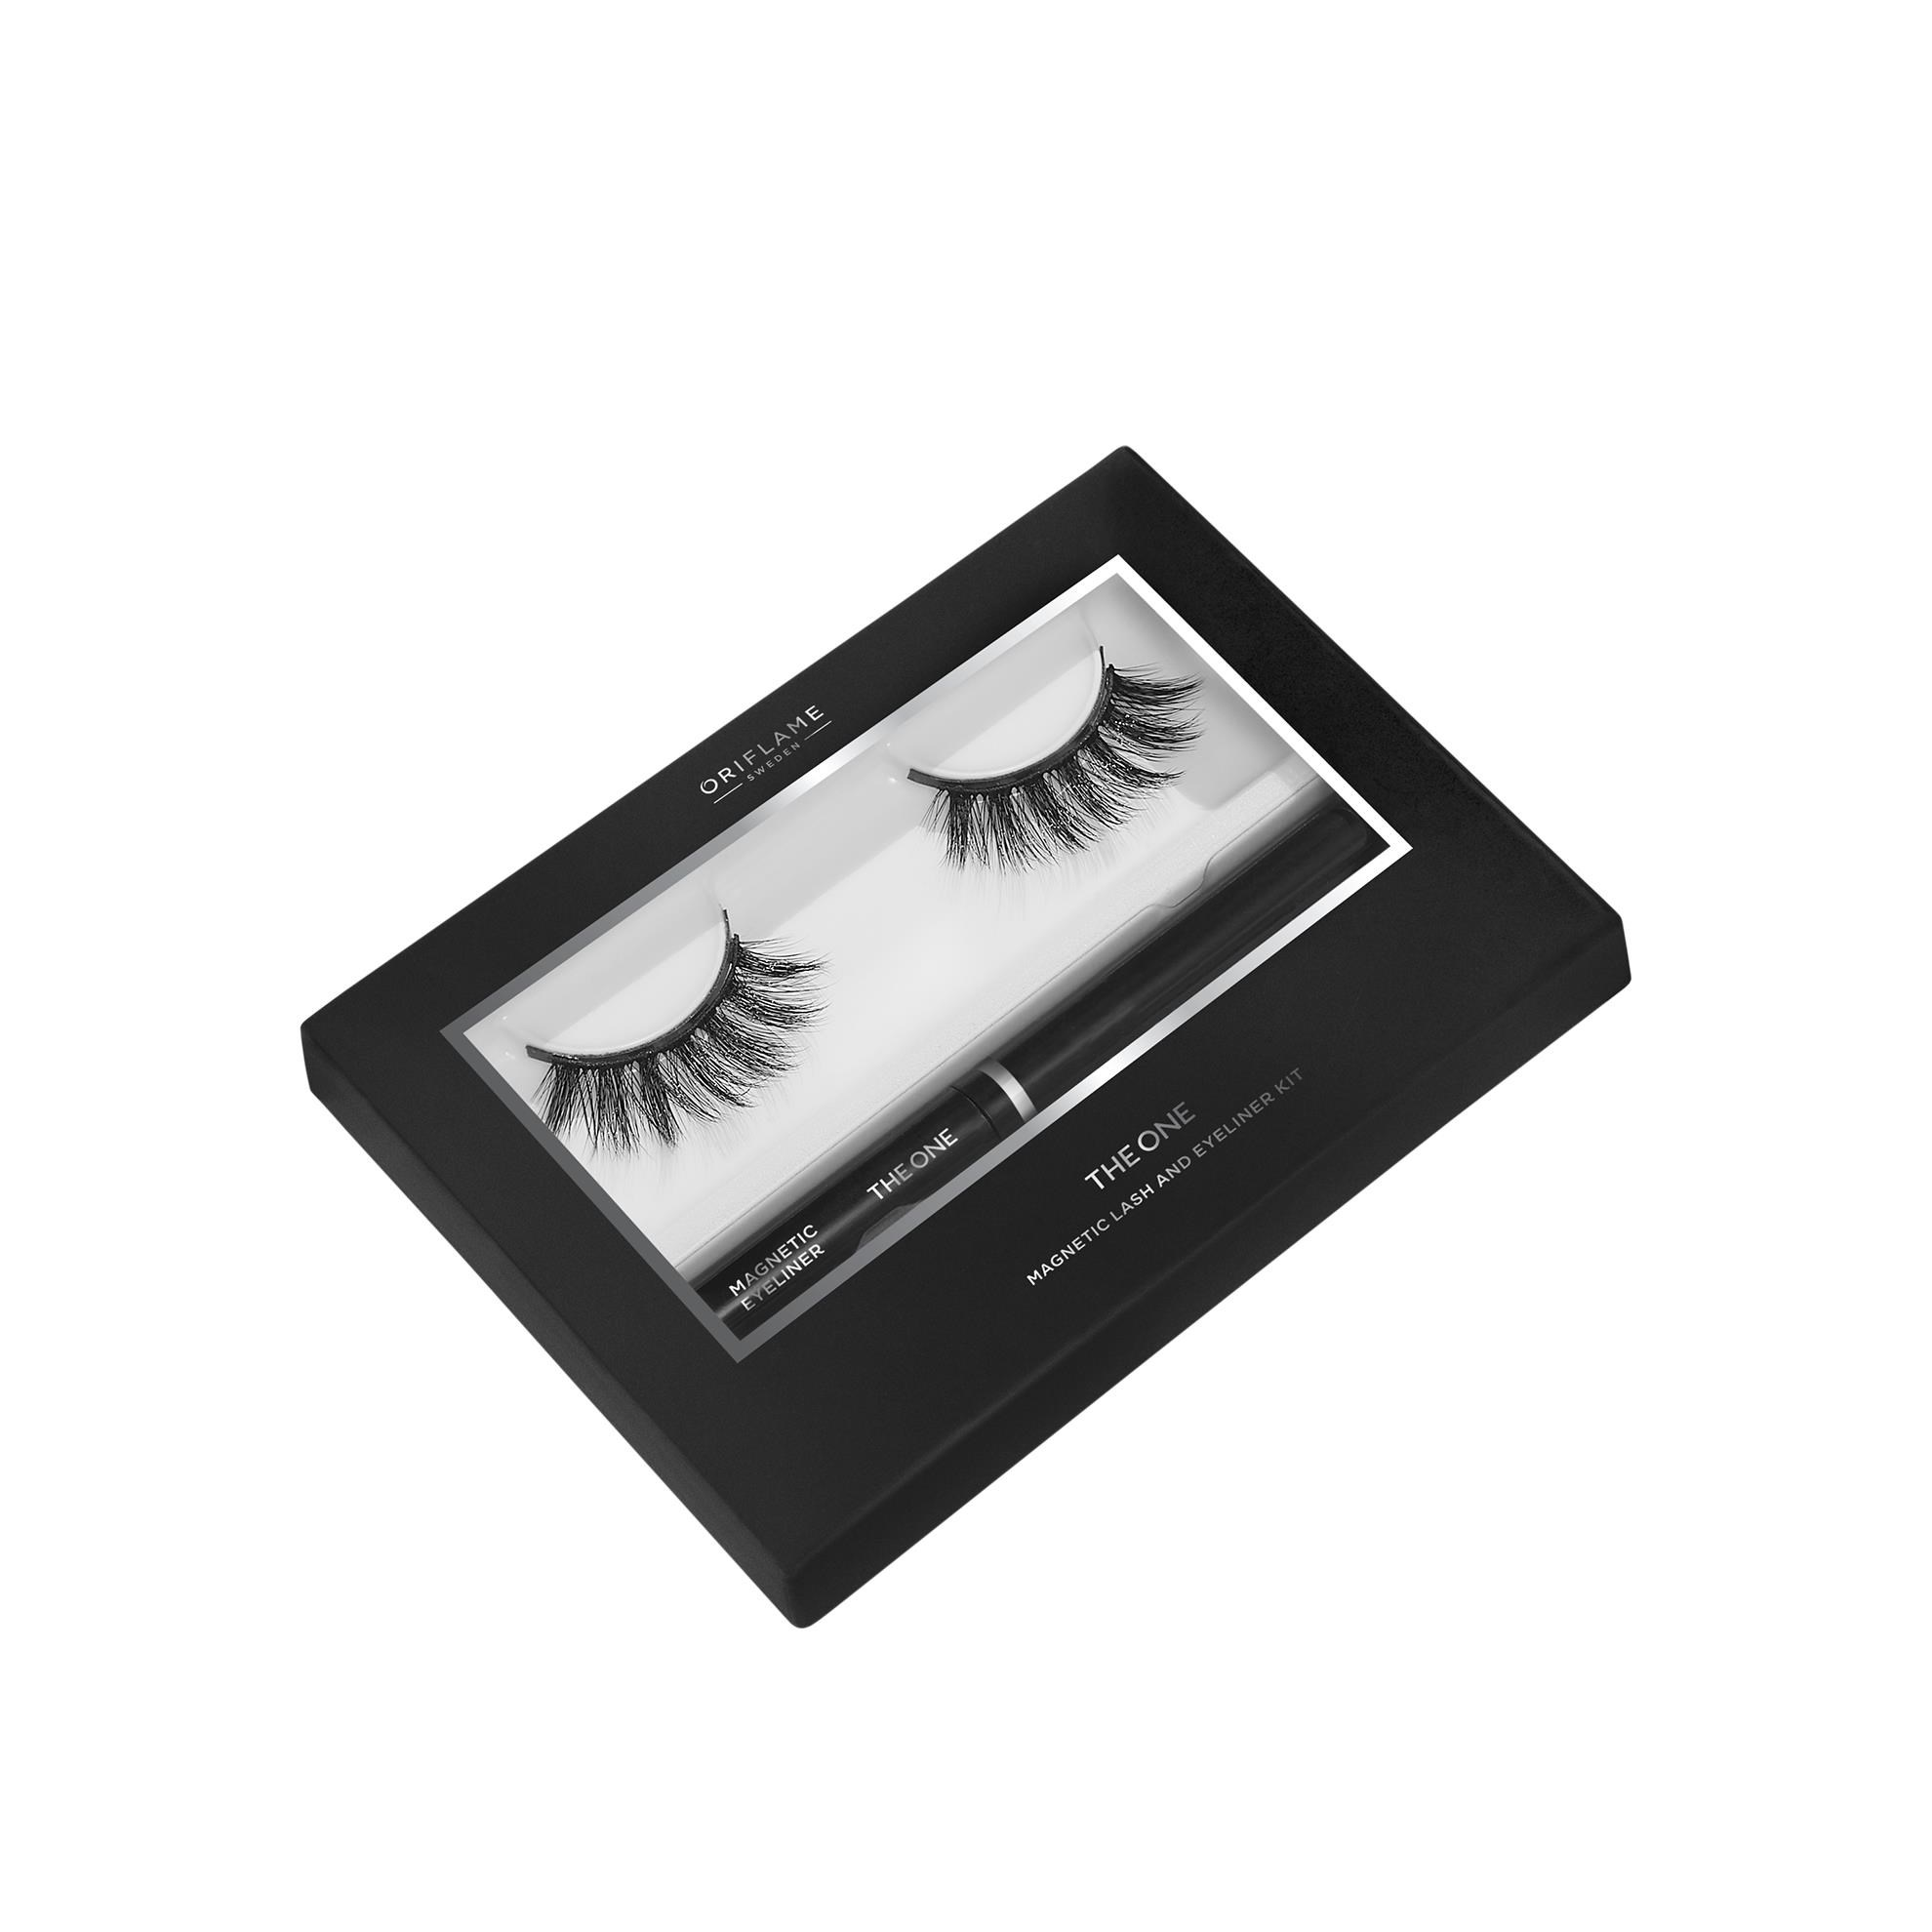 ORIFLAME
SWEDEN
THE ONE
MAGNETIC
EYELINER
THE ONE
MAGNETIC LASH AND EYELINER KIT